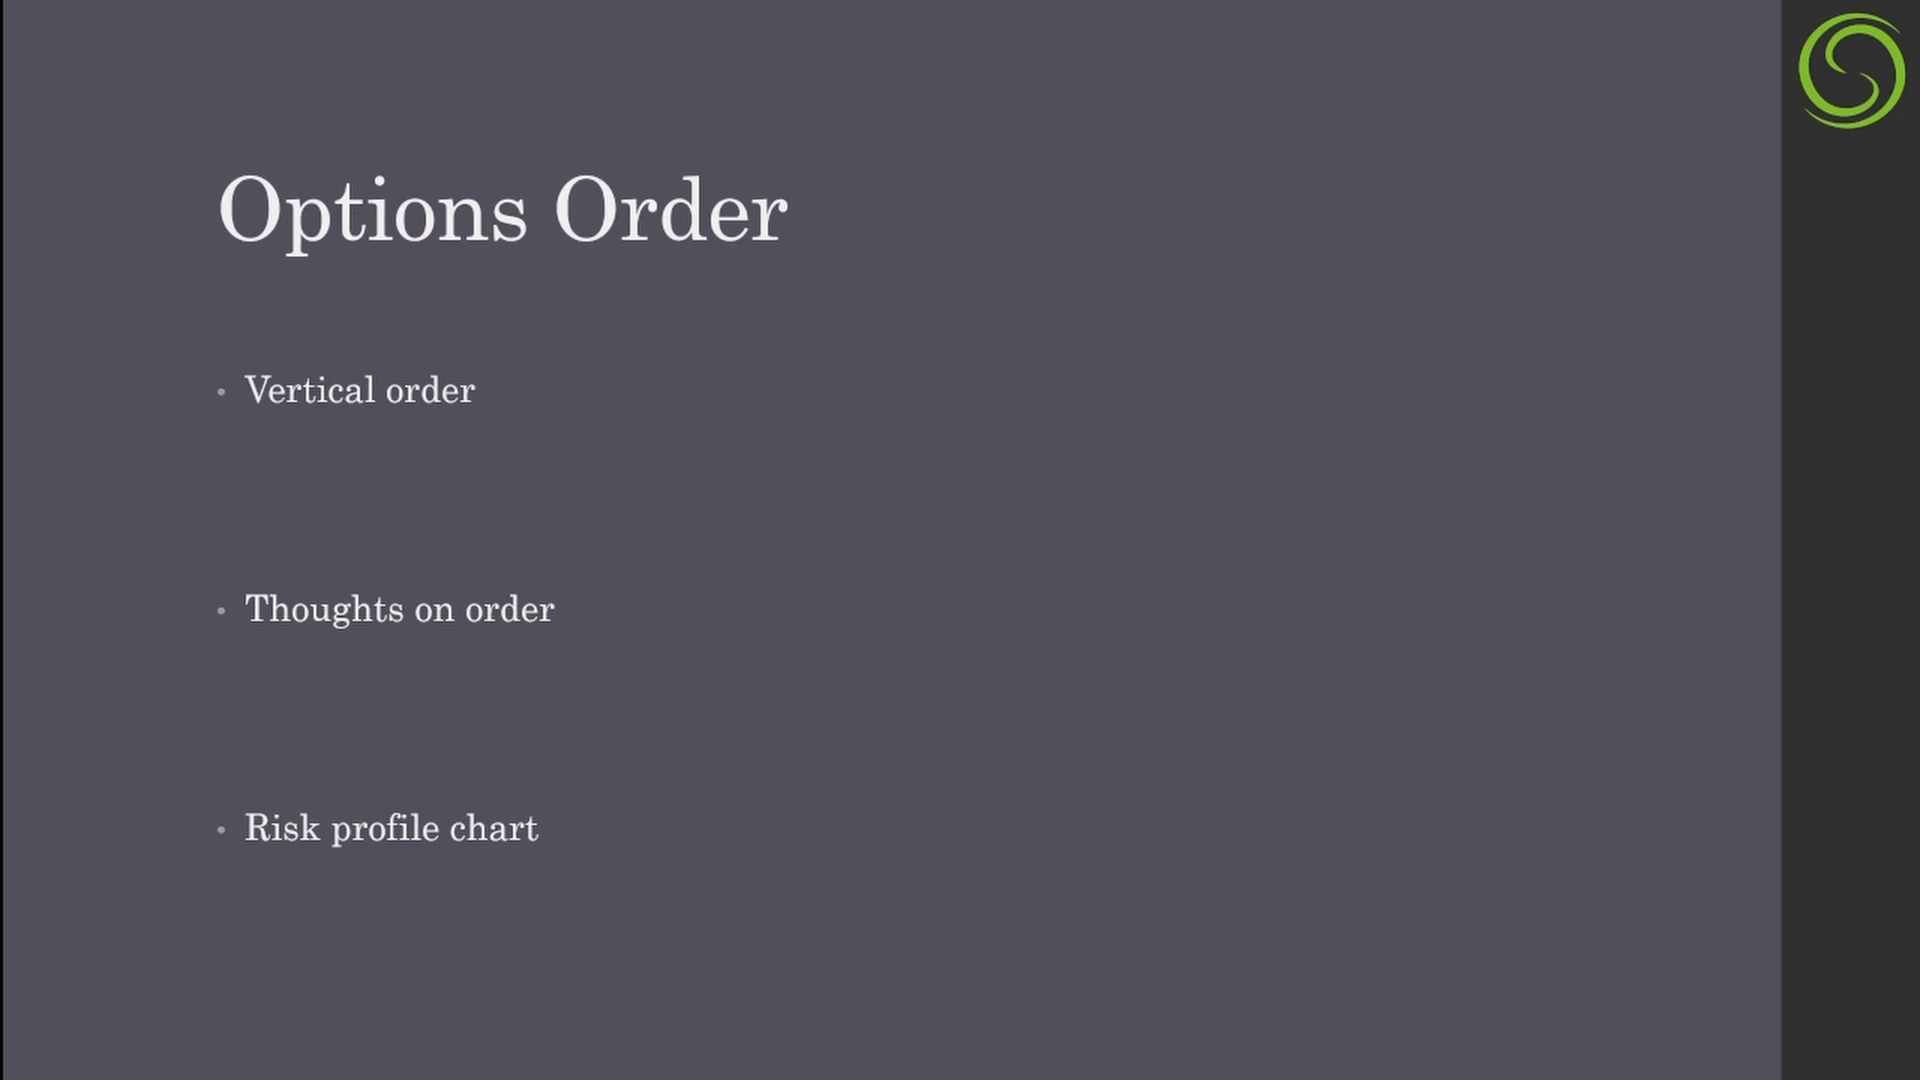 Options Order
• Vertical order
• Thoughts on order
• Risk profile chart